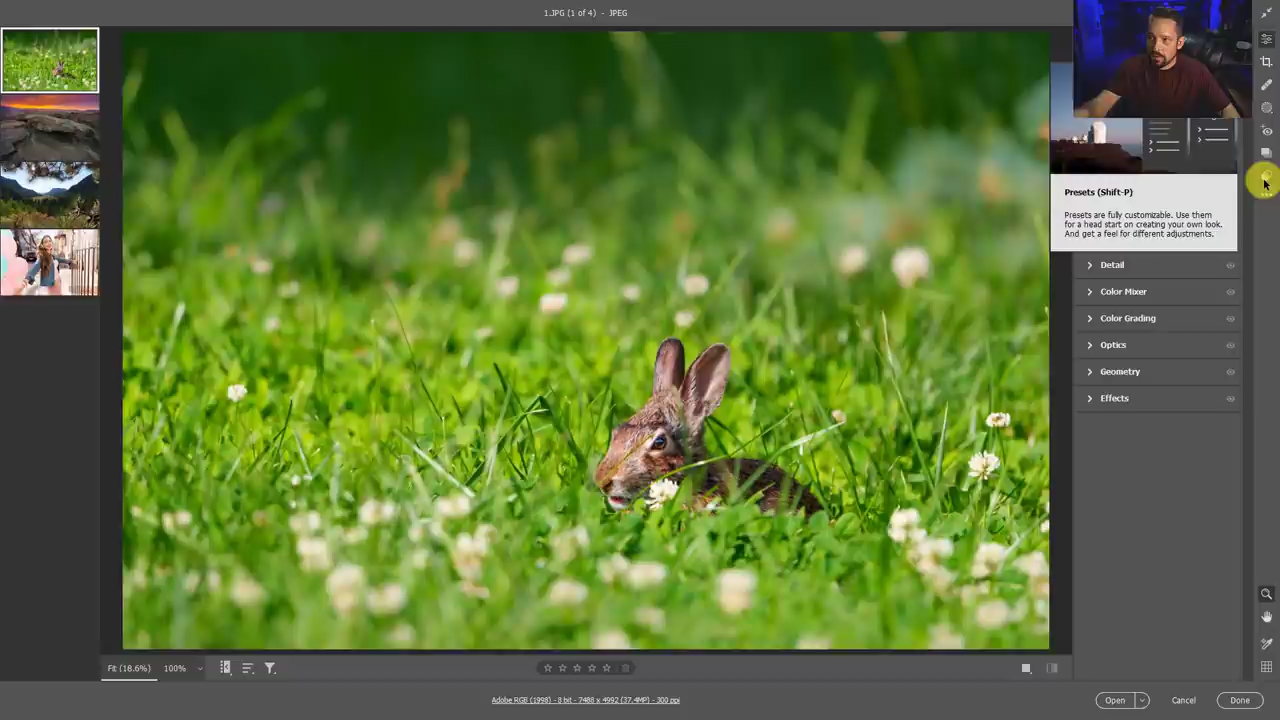 1.JPG (1 of 4) - JPEG
Presets (Shift-P)
Presets are fully customizable. Use them
for a head start on creating your own look.
And get a feel for different adjustments.
Detail
Color Mixer
Color Grading
Optics
Geometry
Effects
Fit (18.6%) 100%
Adobe RGB (1998) - 8 bit - 7488 x 4992 (37.4MP) - 300 ppi
Open Cancel Done